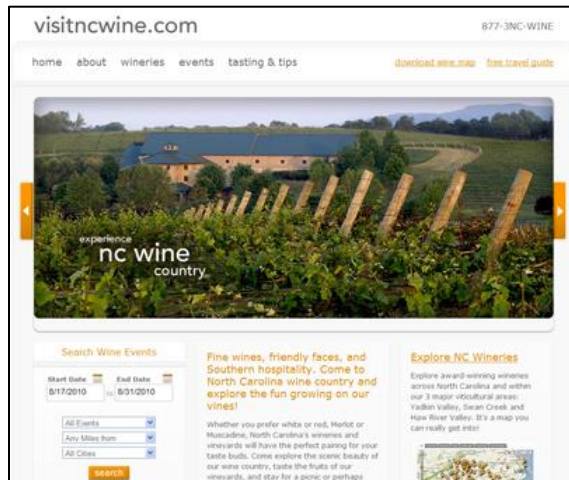 visitncwine.com
877-3NC-WINE
home about wineries events tasting & tips
download wine map free travel guide
experience
nc wine
country
Search Wine Events
Start Date End Date
8/17/2010 to 8/31/2010
All Events
Any Miles from
All Cities
search
Fine wines, friendly faces, and
Southern hospitality. Come to
North Carolina wine country and
explore the fun growing on our
vines!
Whether you prefer white or red, Merlot or
Muscadine, North Carolina's wineries and
vineyards will have the perfect pairing for your
taste buds. Come explore the scenic beauty of
our wine country, taste the fruits of our
vineyards, and stay for a picnic or perhaps
Explore NC Wineries
Explore award-winning wineries
across North Carolina and within
our 3 major viticultural areas:
Yadkin Valley, Swan Creek and
Haw River Valley. It's a map you
can really get into!